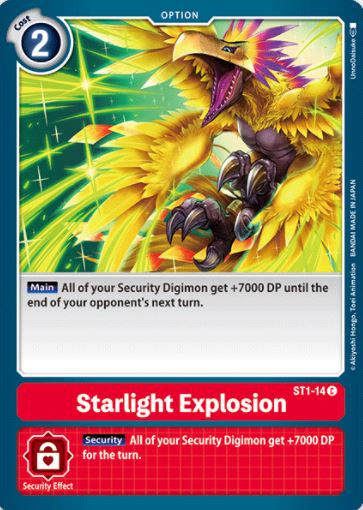 OPTION
Cost
2
UnnoDaisuke
Main All of your Security Digimon get +7000 DP until the
end of your opponent's next turn.
©Akiyoshi Hongo, Toei Animation BANDAI MADE IN JAPAN
ST1-14 C
Starlight Explosion
Security All of your Security Digimon get +7000 DP
for the turn.
Security Effect